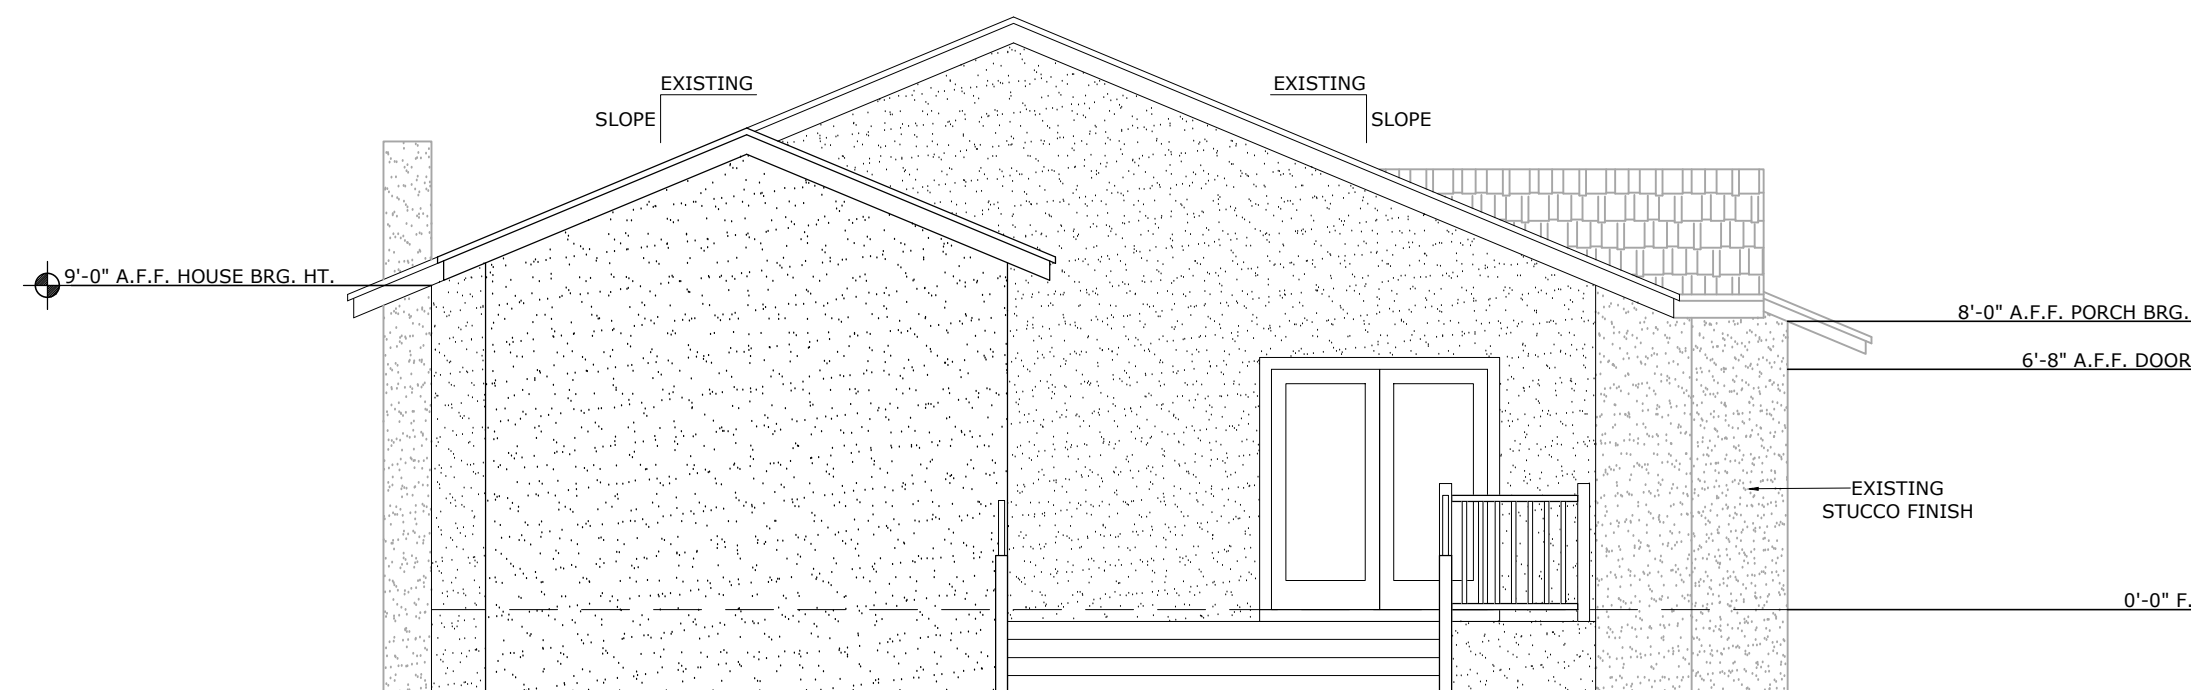 EXISTING
SLOPE
EXISTING
SLOPE
9'-0" A.F.F. HOUSE BRG. HT.
8'-0" A.F.F. PORCH BRG.
6'-8" A.F.F. DOOR
EXISTING
STUCCO FINISH
0'-0" F.